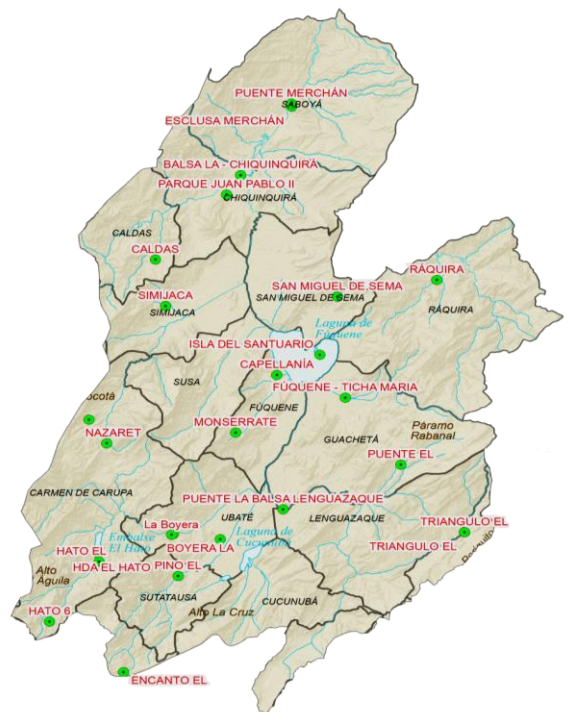 PUENTE MERCHÁN
SABOYÁ
ESCLUSA MERCHÁN
BALSA LA - CHIQUINQUIRÁ
PARQUE JUAN PABLO II
CHIQUINQUIRÁ
CALDAS
CALDAS
RÁQUIRA
SAN MIGUEL DE SEMA
SAN MIGUEL DE SEMA
SIMIJACA
SIMIJACA
RÁQUIRA
Laguna de
Fúquene
ISLA DEL SANTUARIO
CAPELLANÍA
SUSA
FÚQUENE - TICHA MARIA
FÚQUENE
NAZARET
MONSERRATE
GUACHETÁ
Páramo
Rabanal
PUENTE EL
CARMEN DE CARUPA
PUENTE LA BALSA LENGUAZAQUE
UBATÉ
LENGUAZAQUE
La Boyera
TRIANGULO EL
Embalse
El Hato
Laguna de
Cucunubá
BOYERA LA
TRIANGULO EL
HATO EL
HDA EL HATO
PINO EL
Alto
Águila
SUTATAUSA
CUCUNUBÁ
HATO 6
Alto La Cruz
ENCANTO EL